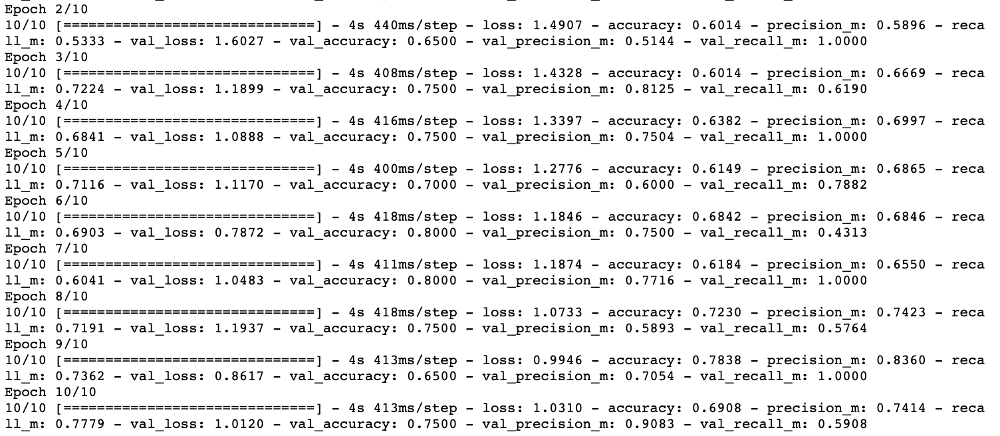 Epoch 2/10
10/10 [==============================] - 4s 440ms/step - loss: 1.4907 - accuracy: 0.6014 - precision_m: 0.5896 - reca
ll_m: 0.5333 - val_loss: 1.6027 - val_accuracy: 0.6500 - val_precision_m: 0.5144 - val_recall_m: 1.0000
Epoch 3/10
10/10 [==============================] - 4s 408ms/step - loss: 1.4328 - accuracy: 0.6014 - precision_m: 0.6669 - reca
ll_m: 0.7224 - val_loss: 1.1899 - val_accuracy: 0.7500 - val_precision_m: 0.8125 - val_recall_m: 0.6190
Epoch 4/10
10/10 [==============================] - 4s 416ms/step - loss: 1.3397 - accuracy: 0.6382 - precision_m: 0.6997 - reca
ll_m: 0.6841 - val_loss: 1.0888 - val_accuracy: 0.7500 - val_precision_m: 0.7504 - val_recall_m: 1.0000
Epoch 5/10
10/10 [==============================] - 4s 400ms/step - loss: 1.2776 - accuracy: 0.6149 - precision_m: 0.6865 - reca
ll_m: 0.7116 - val_loss: 1.1170 - val_accuracy: 0.7000 - val_precision_m: 0.6000 - val_recall_m: 0.7882
Epoch 6/10
10/10 [==============================] - 4s 418ms/step - loss: 1.1846 - accuracy: 0.6842 - precision_m: 0.6846 - reca
ll_m: 0.6903 - val_loss: 0.7872 - val_accuracy: 0.8000 - val_precision_m: 0.7500 - val_recall_m: 0.4313
Epoch 7/10
10/10 [==============================] - 4s 411ms/step - loss: 1.1874 - accuracy: 0.6184 - precision_m: 0.6550 - reca
ll_m: 0.6041 - val_loss: 1.0483 - val_accuracy: 0.8000 - val_precision_m: 0.7716 - val_recall_m: 1.0000
Epoch 8/10
10/10 [==============================] - 4s 418ms/step - loss: 1.0733 - accuracy: 0.7230 - precision_m: 0.7423 - reca
ll_m: 0.7191 - val_loss: 1.1937 - val_accuracy: 0.7500 - val_precision_m: 0.5893 - val_recall_m: 0.5764
Epoch 9/10
10/10 [==============================] - 4s 413ms/step - loss: 0.9946 - accuracy: 0.7838 - precision_m: 0.8360 - reca
ll_m: 0.7362 - val_loss: 0.8617 - val_accuracy: 0.6500 - val_precision_m: 0.7054 - val_recall_m: 1.0000
Epoch 10/10
10/10 [==============================] - 4s 413ms/step - loss: 1.0310 - accuracy: 0.6908 - precision_m: 0.7414 - reca
ll_m: 0.7779 - val_loss: 1.0120 - val_accuracy: 0.7500 - val_precision_m: 0.9083 - val_recall_m: 0.5908